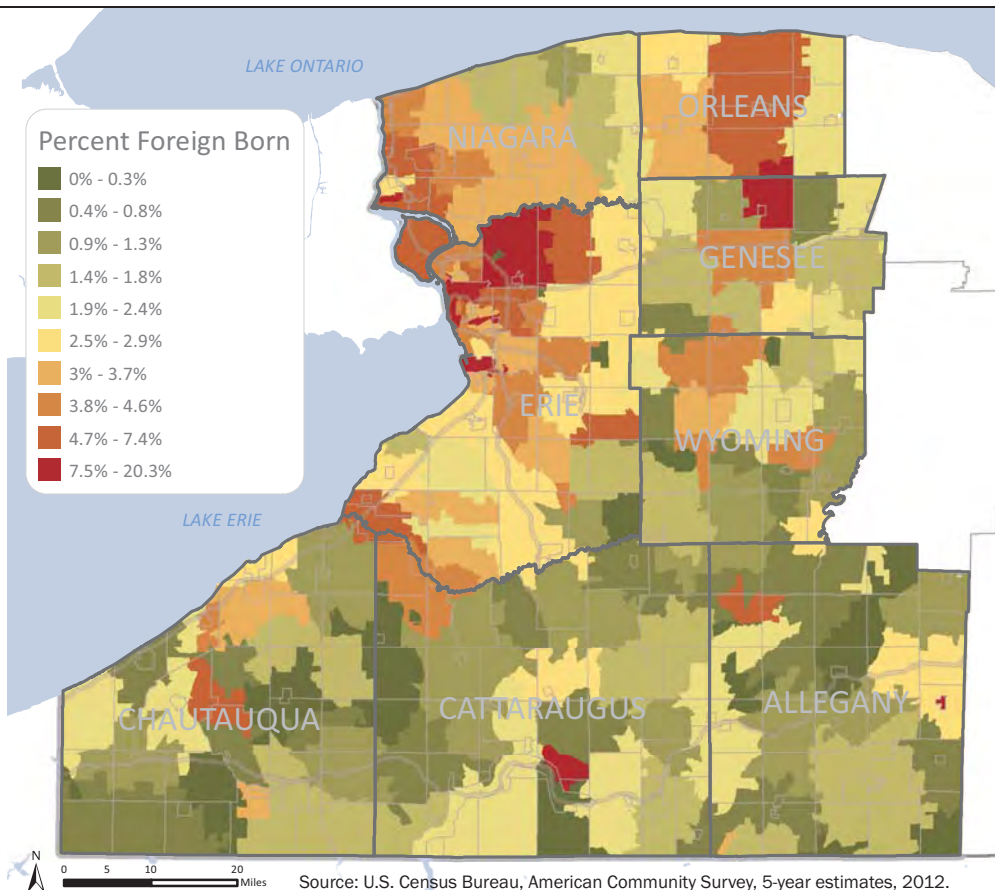 LAKE ONTARIO
ORLEANS
NIAGARA
Percent Foreign Born
0% - 0.3%
0.4% - 0.8%
0.9% - 1.3%
1.4% - 1.8%
1.9% - 2.4%
2.5% - 2.9%
3% - 3.7%
3.8% - 4.6%
4.7% - 7.4%
7.5% - 20.3%
GENESEE
ERIE
WYOMING
LAKE ERIE
CHAUTAUQUA
CATTARAUGUS
ALLEGANY
N
0 5 10 20
Miles
Source: U.S. Census Bureau, American Community Survey, 5-year estimates, 2012.